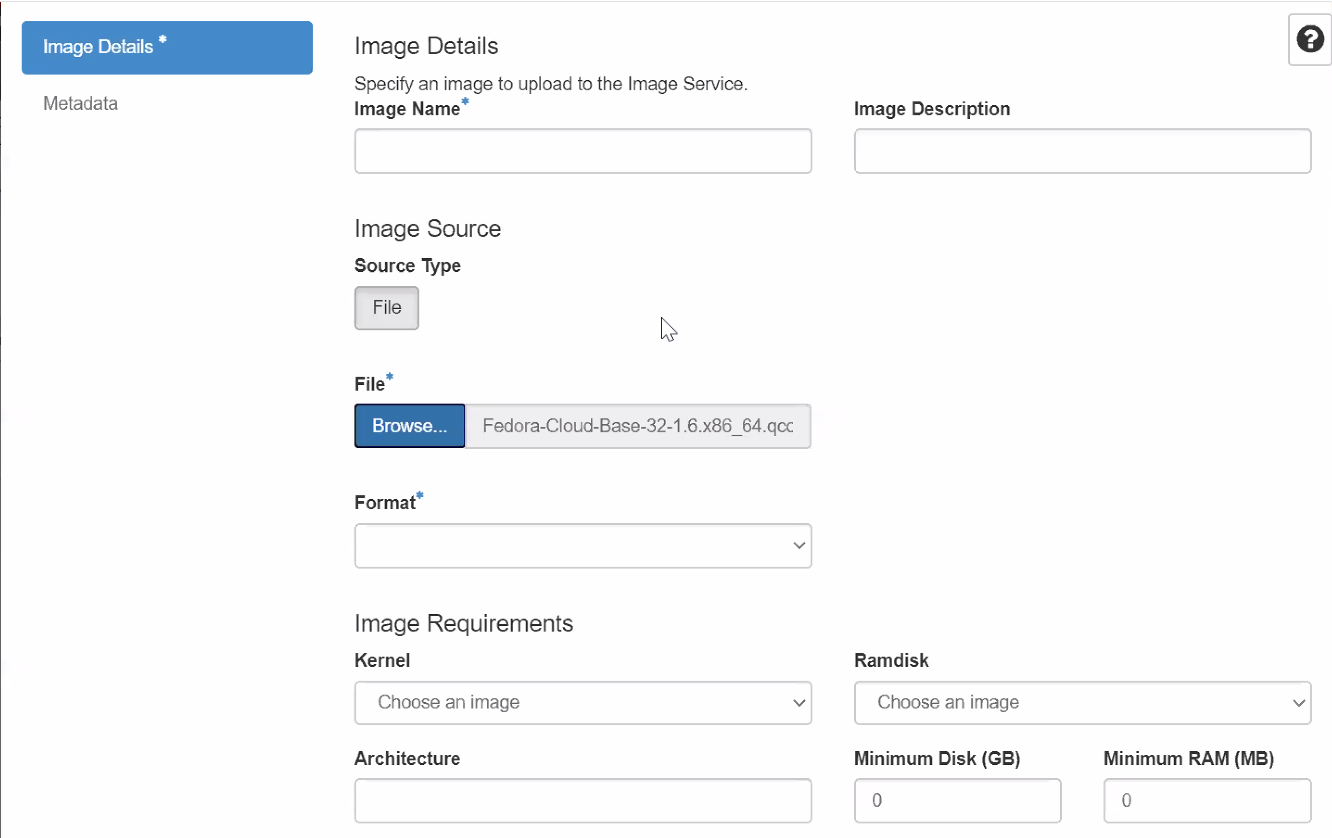 Image Details *
Metadata
Image Details
Specify an image to upload to the Image Service.
Image Name*
Image Description
Image Source
Source Type
File
File*
Browse...
Fedora-Cloud-Base-32-1.6.x86_64.qcc
Format*
Image Requirements
Kernel
Ramdisk
Choose an image
Choose an image
Architecture
Minimum Disk (GB)
Minimum RAM (MB)
0
0